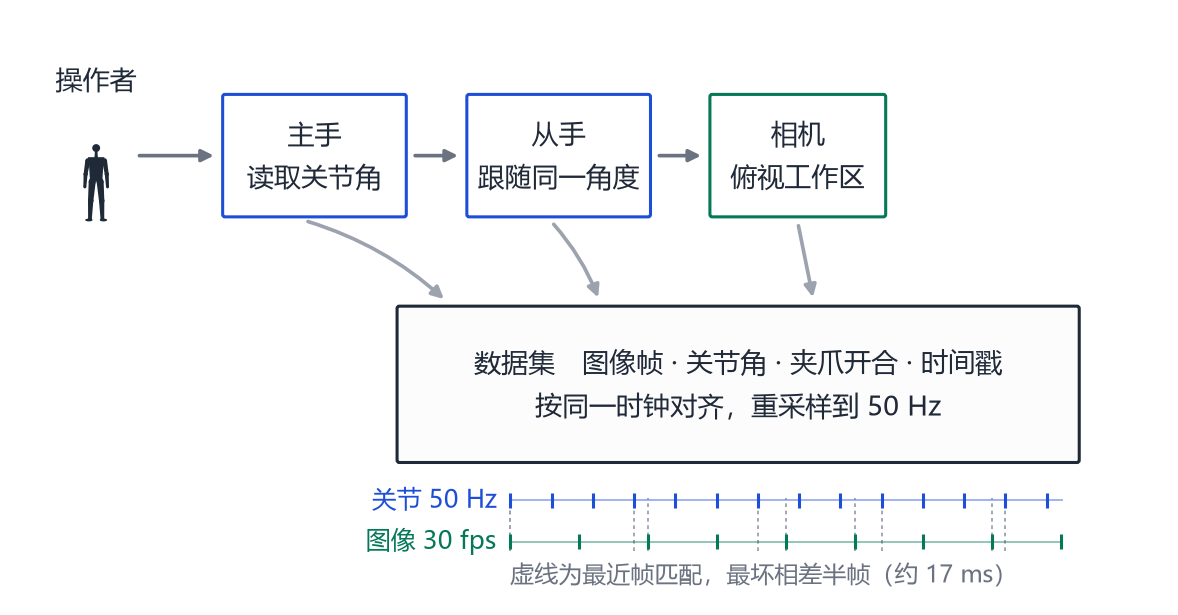 操作者
主手
读取关节角
从手
跟随同一角度
相机
俯视工作区
数据集　图像帧 · 关节角 · 夹爪开合 · 时间戳
按同一时钟对齐，重采样到 50 Hz
关节 50 Hz
图像 30 fps
虚线为最近帧匹配，最坏相差半帧（约 17 ms）